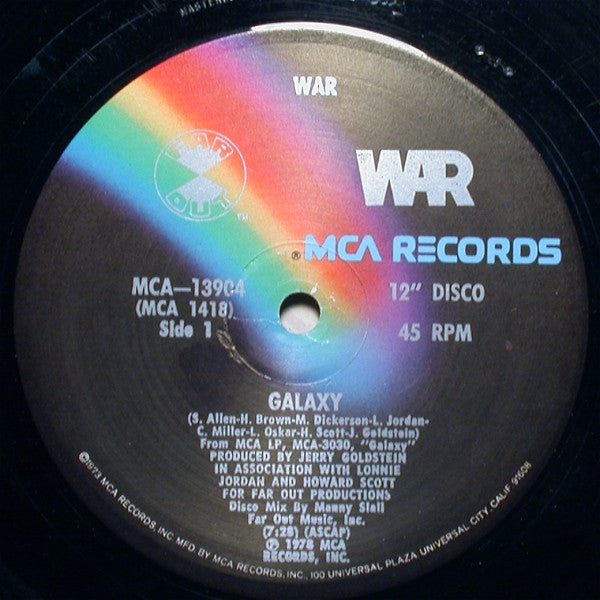 WAR
FAR
OUT
WAR
® MCA RECORDS
MCA—13904
(MCA 1418)
Side 1
12" DISCO
45 RPM
GALAXY
(S. Allen-H. Brown-M. Dickerson-L. Jordan-
C. Miller-L. Oskar-H. Scott-J. Goldstein)
From MCA LP, MCA-3030, "Galaxy"
PRODUCED BY JERRY GOLDSTEIN
IN ASSOCIATION WITH LONNIE
JORDAN AND HOWARD SCOTT
FOR FAR OUT PRODUCTIONS
Disco Mix By Manny Slali
Far Out Music, Inc.
(7:28) (ASCAP)
℗ 1978 MCA
RECORDS, INC.
©1973 MCA RECORDS, INC. MFD. BY MCA RECORDS, INC., 100 UNIVERSAL PLAZA UNIVERSAL CITY, CALIF. 91608